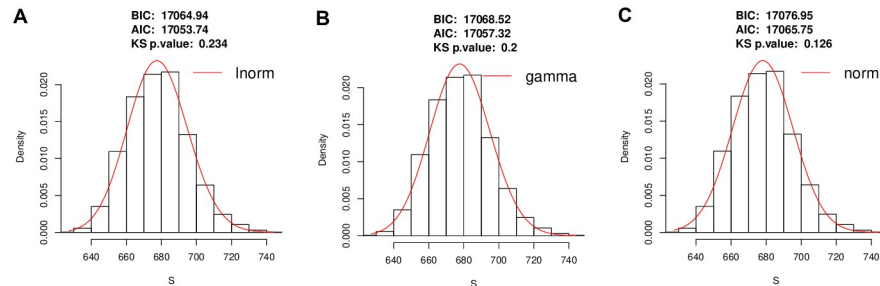 A
BIC: 17064.94
AIC: 17053.74
KS p.value: 0.234
lnorm
Density
0.000 0.005 0.010 0.015 0.020
640 660 680 700 720 740
S
B
BIC: 17068.52
AIC: 17057.32
KS p.value: 0.2
gamma
Density
0.000 0.005 0.010 0.015 0.020
640 660 680 700 720 740
S
C
BIC: 17076.95
AIC: 17065.75
KS p.value: 0.126
norm
Density
0.000 0.005 0.010 0.015 0.020
640 660 680 700 720 740
S